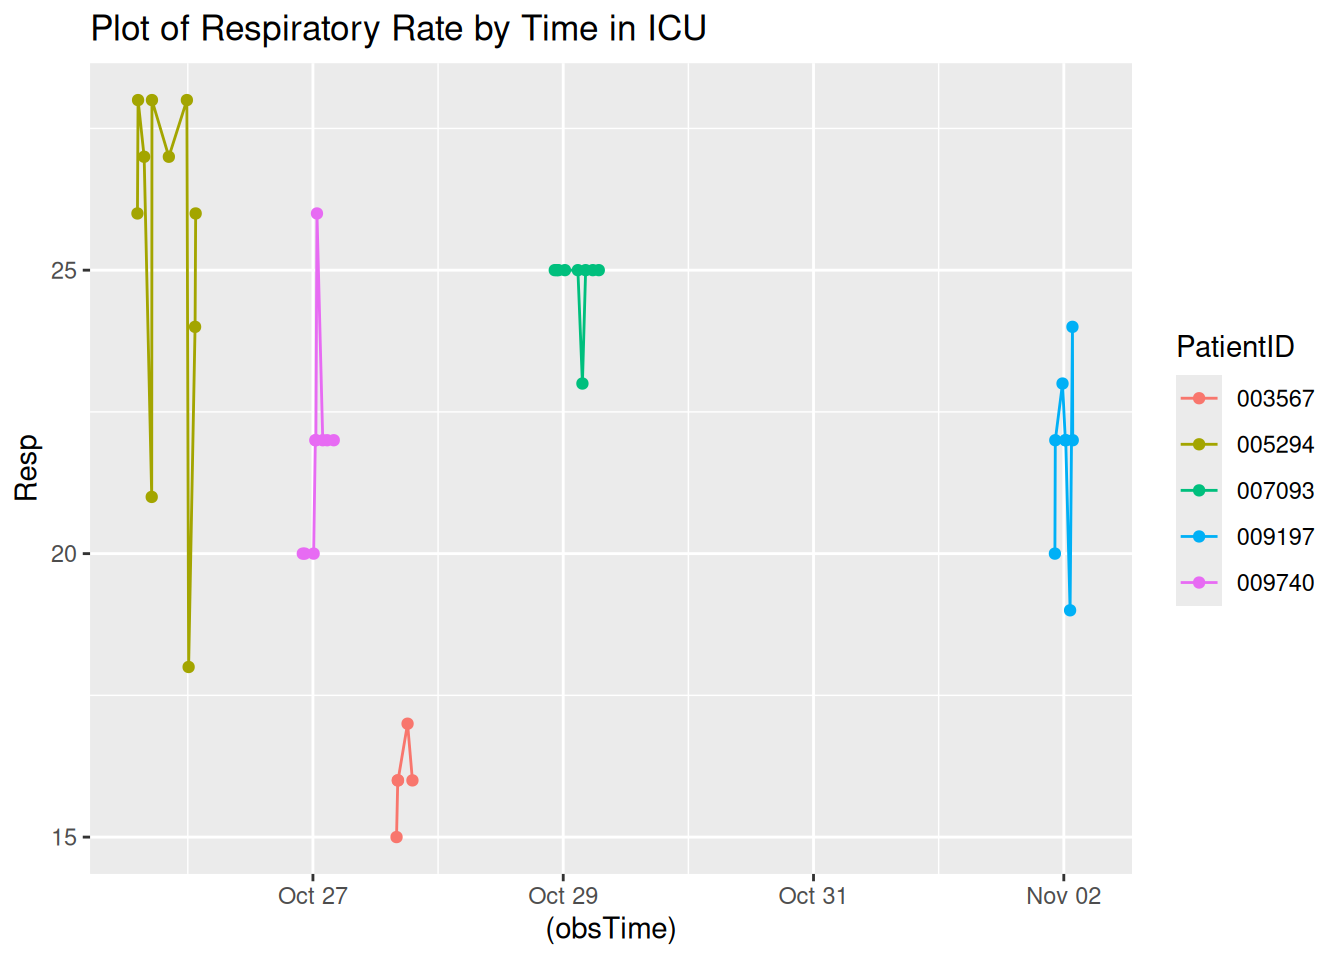 Plot of Respiratory Rate by Time in ICU
Resp
25
20
15
Oct 27 Oct 29 Oct 31 Nov 02
(obsTime)
PatientID
003567
005294
007093
009197
009740